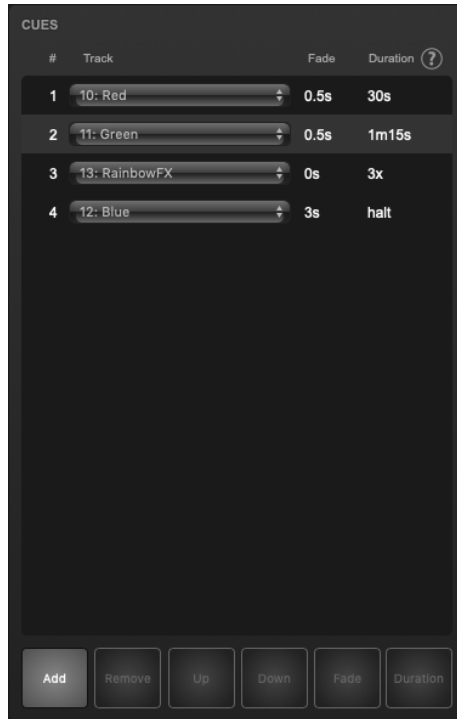 CUES
# Track Fade Duration ?
1 10: Red 0.5s 30s
2 11: Green 0.5s 1m15s
3 13: RainbowFX 0s 3x
4 12: Blue 3s halt
Add Remove Up Down Fade Duration